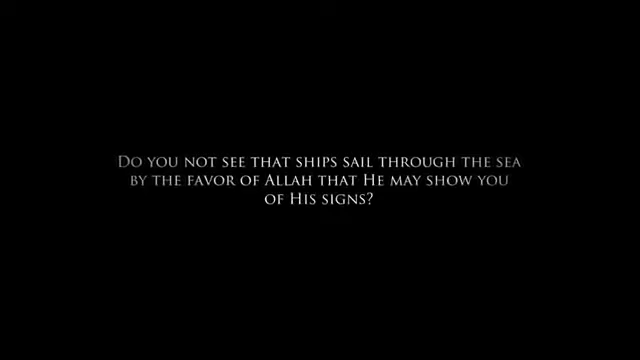 Do you not see that ships sail through the sea
by the favor of Allah that He may show you
of His signs?